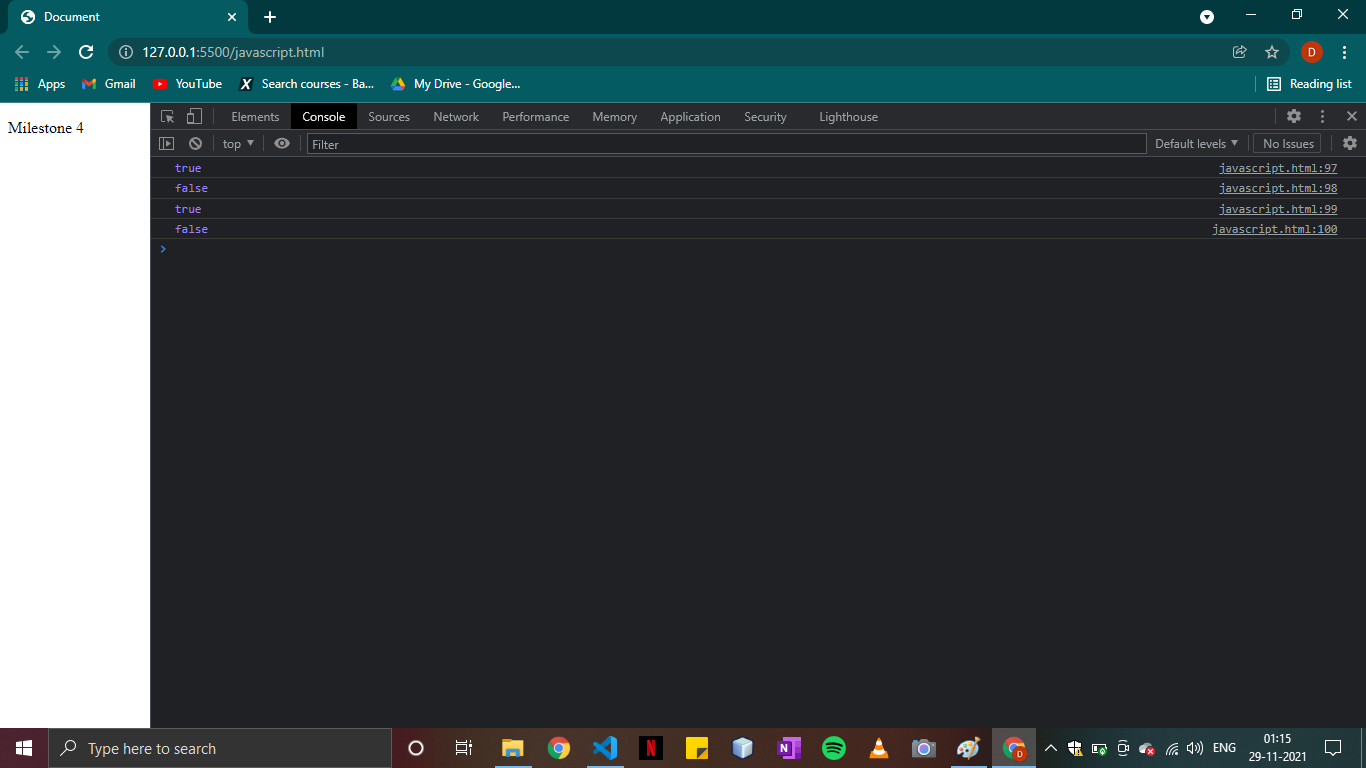 Document
127.0.0.1:5500/javascript.html
D
Apps
Gmail
YouTube
X
Search courses - Ba...
My Drive - Google...
Reading list
Milestone 4
Elements
Console
Sources
Network
Performance
Memory
Application
Security
Lighthouse
top
Filter
Default levels
No Issues
true javascript.html:97
false javascript.html:98
true javascript.html:99
false javascript.html:100
Type here to search
N
N
D
ENG
01:15
29-11-2021